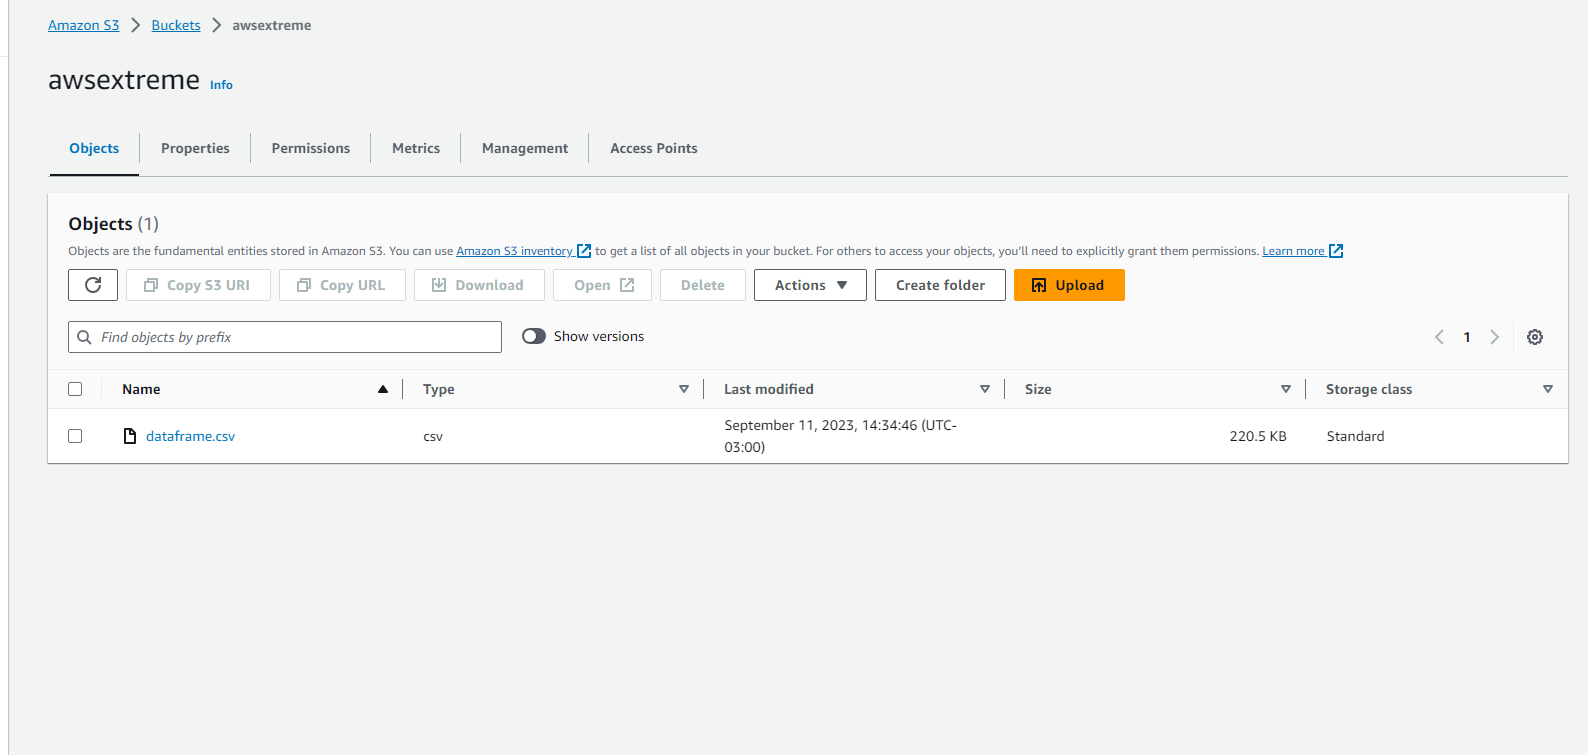 Amazon S3 Buckets awsextreme
awsextreme Info
Objects Properties Permissions Metrics Management Access Points
Objects (1)
Objects are the fundamental entities stored in Amazon S3. You can use Amazon S3 inventory to get a list of all objects in your bucket. For others to access your objects, you'll need to explicitly grant them permissions. Learn more
Copy S3 URI Copy URL Download Open Delete Actions Create folder Upload
Find objects by prefix Show versions 1
Name Type Last modified Size Storage class
dataframe.csv csv September 11, 2023, 14:34:46 (UTC- 220.5 KB Standard
03:00)